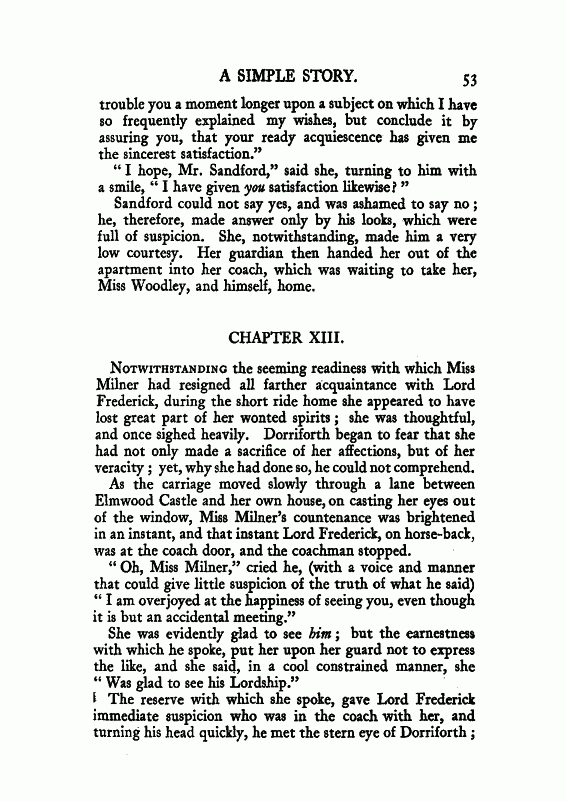 A SIMPLE STORY. 53
trouble you a moment longer upon a subject on which I have
so frequently explained my wishes, but conclude it by
assuring you, that your ready acquiescence has given me
the sincerest satisfaction.”
“ I hope, Mr. Sandford,” said she, turning to him with
a smile, “ I have given you satisfaction likewise? ”
Sandford could not say yes, and was ashamed to say no ;
he, therefore, made answer only by his looks, which were
full of suspicion. She, notwithstanding, made him a very
low courtesy. Her guardian then handed her out of the
apartment into her coach, which was waiting to take her,
Miss Woodley, and himself, home.
CHAPTER XIII.
NOTWITHSTANDING the seeming readiness with which Miss
Milner had resigned all farther acquaintance with Lord
Frederick, during the short ride home she appeared to have
lost great part of her wonted spirits ; she was thoughtful,
and once sighed heavily. Dorriforth began to fear that she
had not only made a sacrifice of her affections, but of her
veracity ; yet, why she had done so, he could not comprehend.
As the carriage moved slowly through a lane between
Elmwood Castle and her own house, on casting her eyes out
of the window, Miss Milner’s countenance was brightened
in an instant, and that instant Lord Frederick, on horse-back,
was at the coach door, and the coachman stopped.
“ Oh, Miss Milner,” cried he, (with a voice and manner
that could give little suspicion of the truth of what he said)
“ I am overjoyed at the happiness of seeing you, even though
it is but an accidental meeting.”
She was evidently glad to see him ; but the earnestness
with which he spoke, put her upon her guard not to express
the like, and she said, in a cool constrained manner, she
“ Was glad to see his Lordship.”
The reserve with which she spoke, gave Lord Frederick
immediate suspicion who was in the coach with her, and
turning his head quickly, he met the stern eye of Dorriforth ;